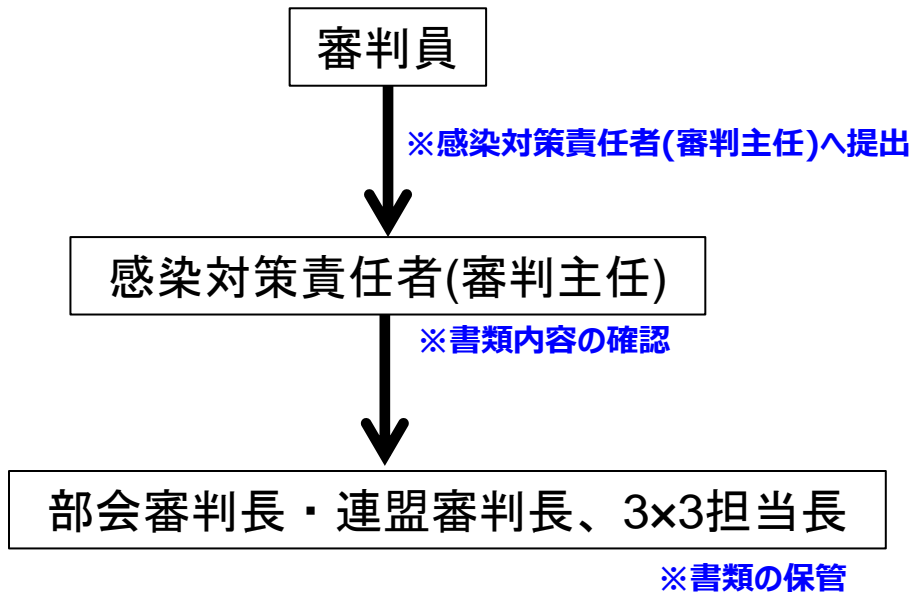 審判員
※感染対策責任者(審判主任)へ提出
感染対策責任者(審判主任)
※書類内容の確認
部会審判長・連盟審判長、3×3担当長
※書類の保管